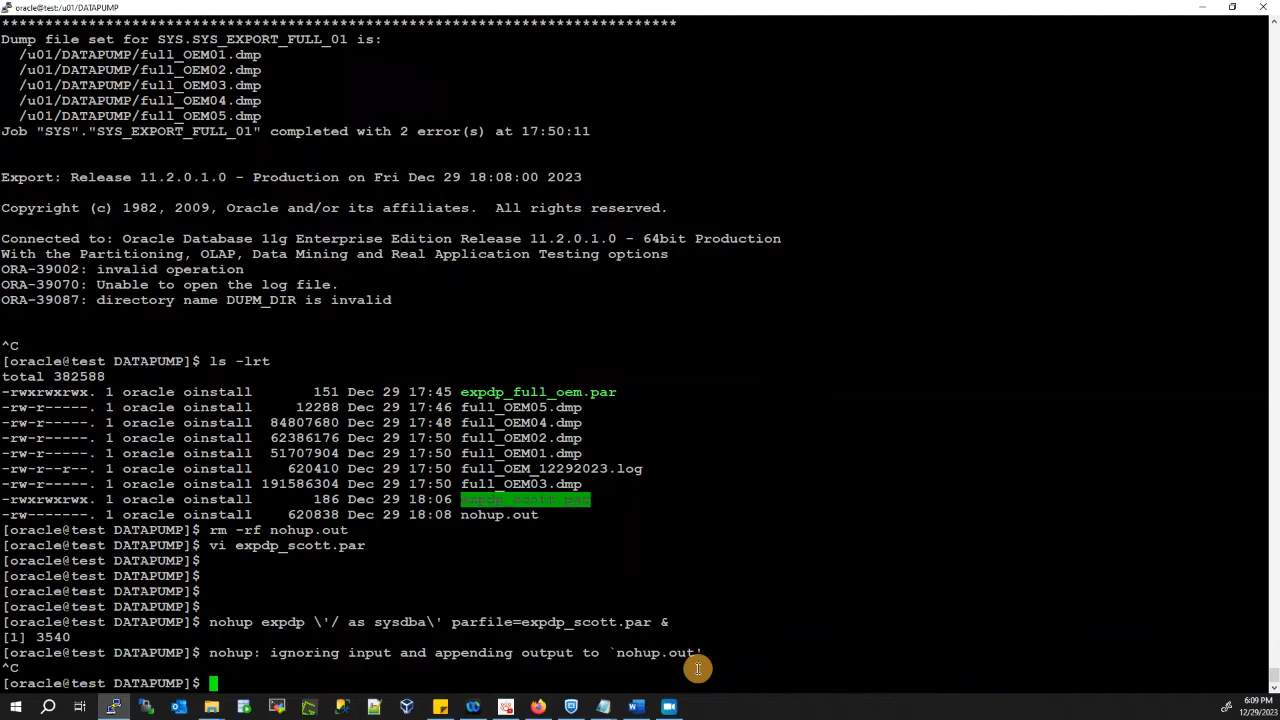 oracle@test:/u01/DATAPUMP
*******************************************************************************
Dump file set for SYS.SYS_EXPORT_FULL_01 is:
  /u01/DATAPUMP/full_OEM01.dmp
  /u01/DATAPUMP/full_OEM02.dmp
  /u01/DATAPUMP/full_OEM03.dmp
  /u01/DATAPUMP/full_OEM04.dmp
  /u01/DATAPUMP/full_OEM05.dmp
Job "SYS"."SYS_EXPORT_FULL_01" completed with 2 error(s) at 17:50:11
Export: Release 11.2.0.1.0 - Production on Fri Dec 29 18:08:00 2023
Copyright (c) 1982, 2009, Oracle and/or its affiliates.  All rights reserved.
Connected to: Oracle Database 11g Enterprise Edition Release 11.2.0.1.0 - 64bit Production
With the Partitioning, OLAP, Data Mining and Real Application Testing options
ORA-39002: invalid operation
ORA-39070: Unable to open the log file.
ORA-39087: directory name DUPM_DIR is invalid
^C
[oracle@test DATAPUMP]$ ls -lrt
total 382588
-rwxrwxrwx. 1 oracle oinstall       151 Dec 29 17:45 expdp_full_oem.par
-rw-r-----. 1 oracle oinstall     12288 Dec 29 17:46 full_OEM05.dmp
-rw-r-----. 1 oracle oinstall  84807680 Dec 29 17:48 full_OEM04.dmp
-rw-r-----. 1 oracle oinstall  62386176 Dec 29 17:50 full_OEM02.dmp
-rw-r-----. 1 oracle oinstall  51707904 Dec 29 17:50 full_OEM01.dmp
-rw-r--r--. 1 oracle oinstall    620410 Dec 29 17:50 full_OEM_12292023.log
-rw-r-----. 1 oracle oinstall 191586304 Dec 29 17:50 full_OEM03.dmp
-rwxrwxrwx. 1 oracle oinstall       186 Dec 29 18:06 expdp_scott.par
-rw-------. 1 oracle oinstall    620838 Dec 29 18:08 nohup.out
[oracle@test DATAPUMP]$ rm -rf nohup.out
[oracle@test DATAPUMP]$ vi expdp_scott.par
[oracle@test DATAPUMP]$
[oracle@test DATAPUMP]$
[oracle@test DATAPUMP]$
[oracle@test DATAPUMP]$
[oracle@test DATAPUMP]$ nohup expdp \'/ as sysdba\' parfile=expdp_scott.par &
[1] 3540
[oracle@test DATAPUMP]$ nohup: ignoring input and appending output to `nohup.out'
^C
[oracle@test DATAPUMP]$
6:09 PM
12/29/2023